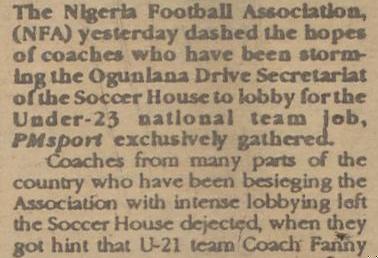 The Nigeria Football Association,
(NFA) yesterday dashed the hopes
of coaches who have been storm-
ing the Ogunlana Drive Secretariat
of the Soccer House to lobby for the
Under-23 national team job,
PMsport exclusively gathered.
Coaches from many parts of the
country who have been besieging the
Association with intense lobbying left
the Soccer House dejected, when they
got hint that U-21 team Coach Fanny